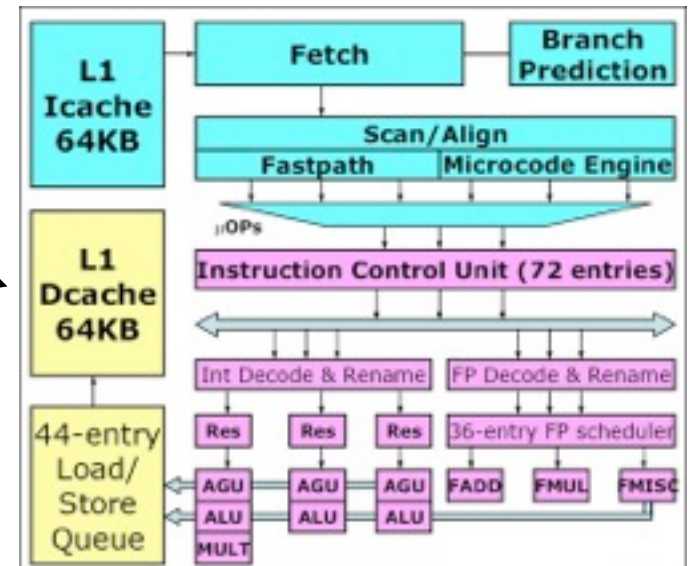 L1
Icache
64KB
Fetch
Branch
Prediction
Scan/Align
Fastpath
Microcode Engine
µOPs
L1
Dcache
64KB
Instruction Control Unit (72 entries)
Int Decode & Rename
FP Decode & Rename
44-entry
Load/
Store
Queue
Res
Res
Res
36-entry FP scheduler
AGU
AGU
AGU
FADD
FMUL
FMISC
ALU
ALU
ALU
MULT